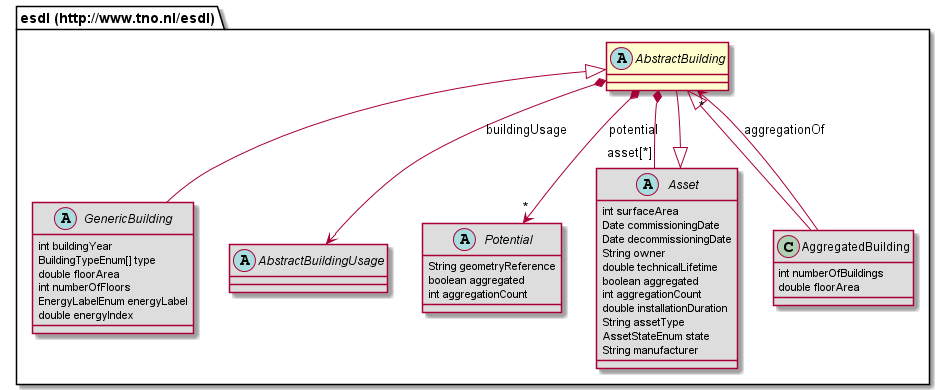 esdl (http://www.tno.nl/esdl)
A AbstractBuilding
buildingUsage
potential
asset[*]
*
aggregationOf
*
A GenericBuilding
int buildingYear
BuildingTypeEnum[] type
double floorArea
int numberOfFloors
EnergyLabelEnum energyLabel
double energyIndex
A AbstractBuildingUsage
A Potential
String geometryReference
boolean aggregated
int aggregationCount
A Asset
int surfaceArea
Date commissioningDate
Date decommissioningDate
String owner
double technicalLifetime
boolean aggregated
int aggregationCount
double installationDuration
String assetType
AssetStateEnum state
String manufacturer
C AggregatedBuilding
int numberOfBuildings
double floorArea